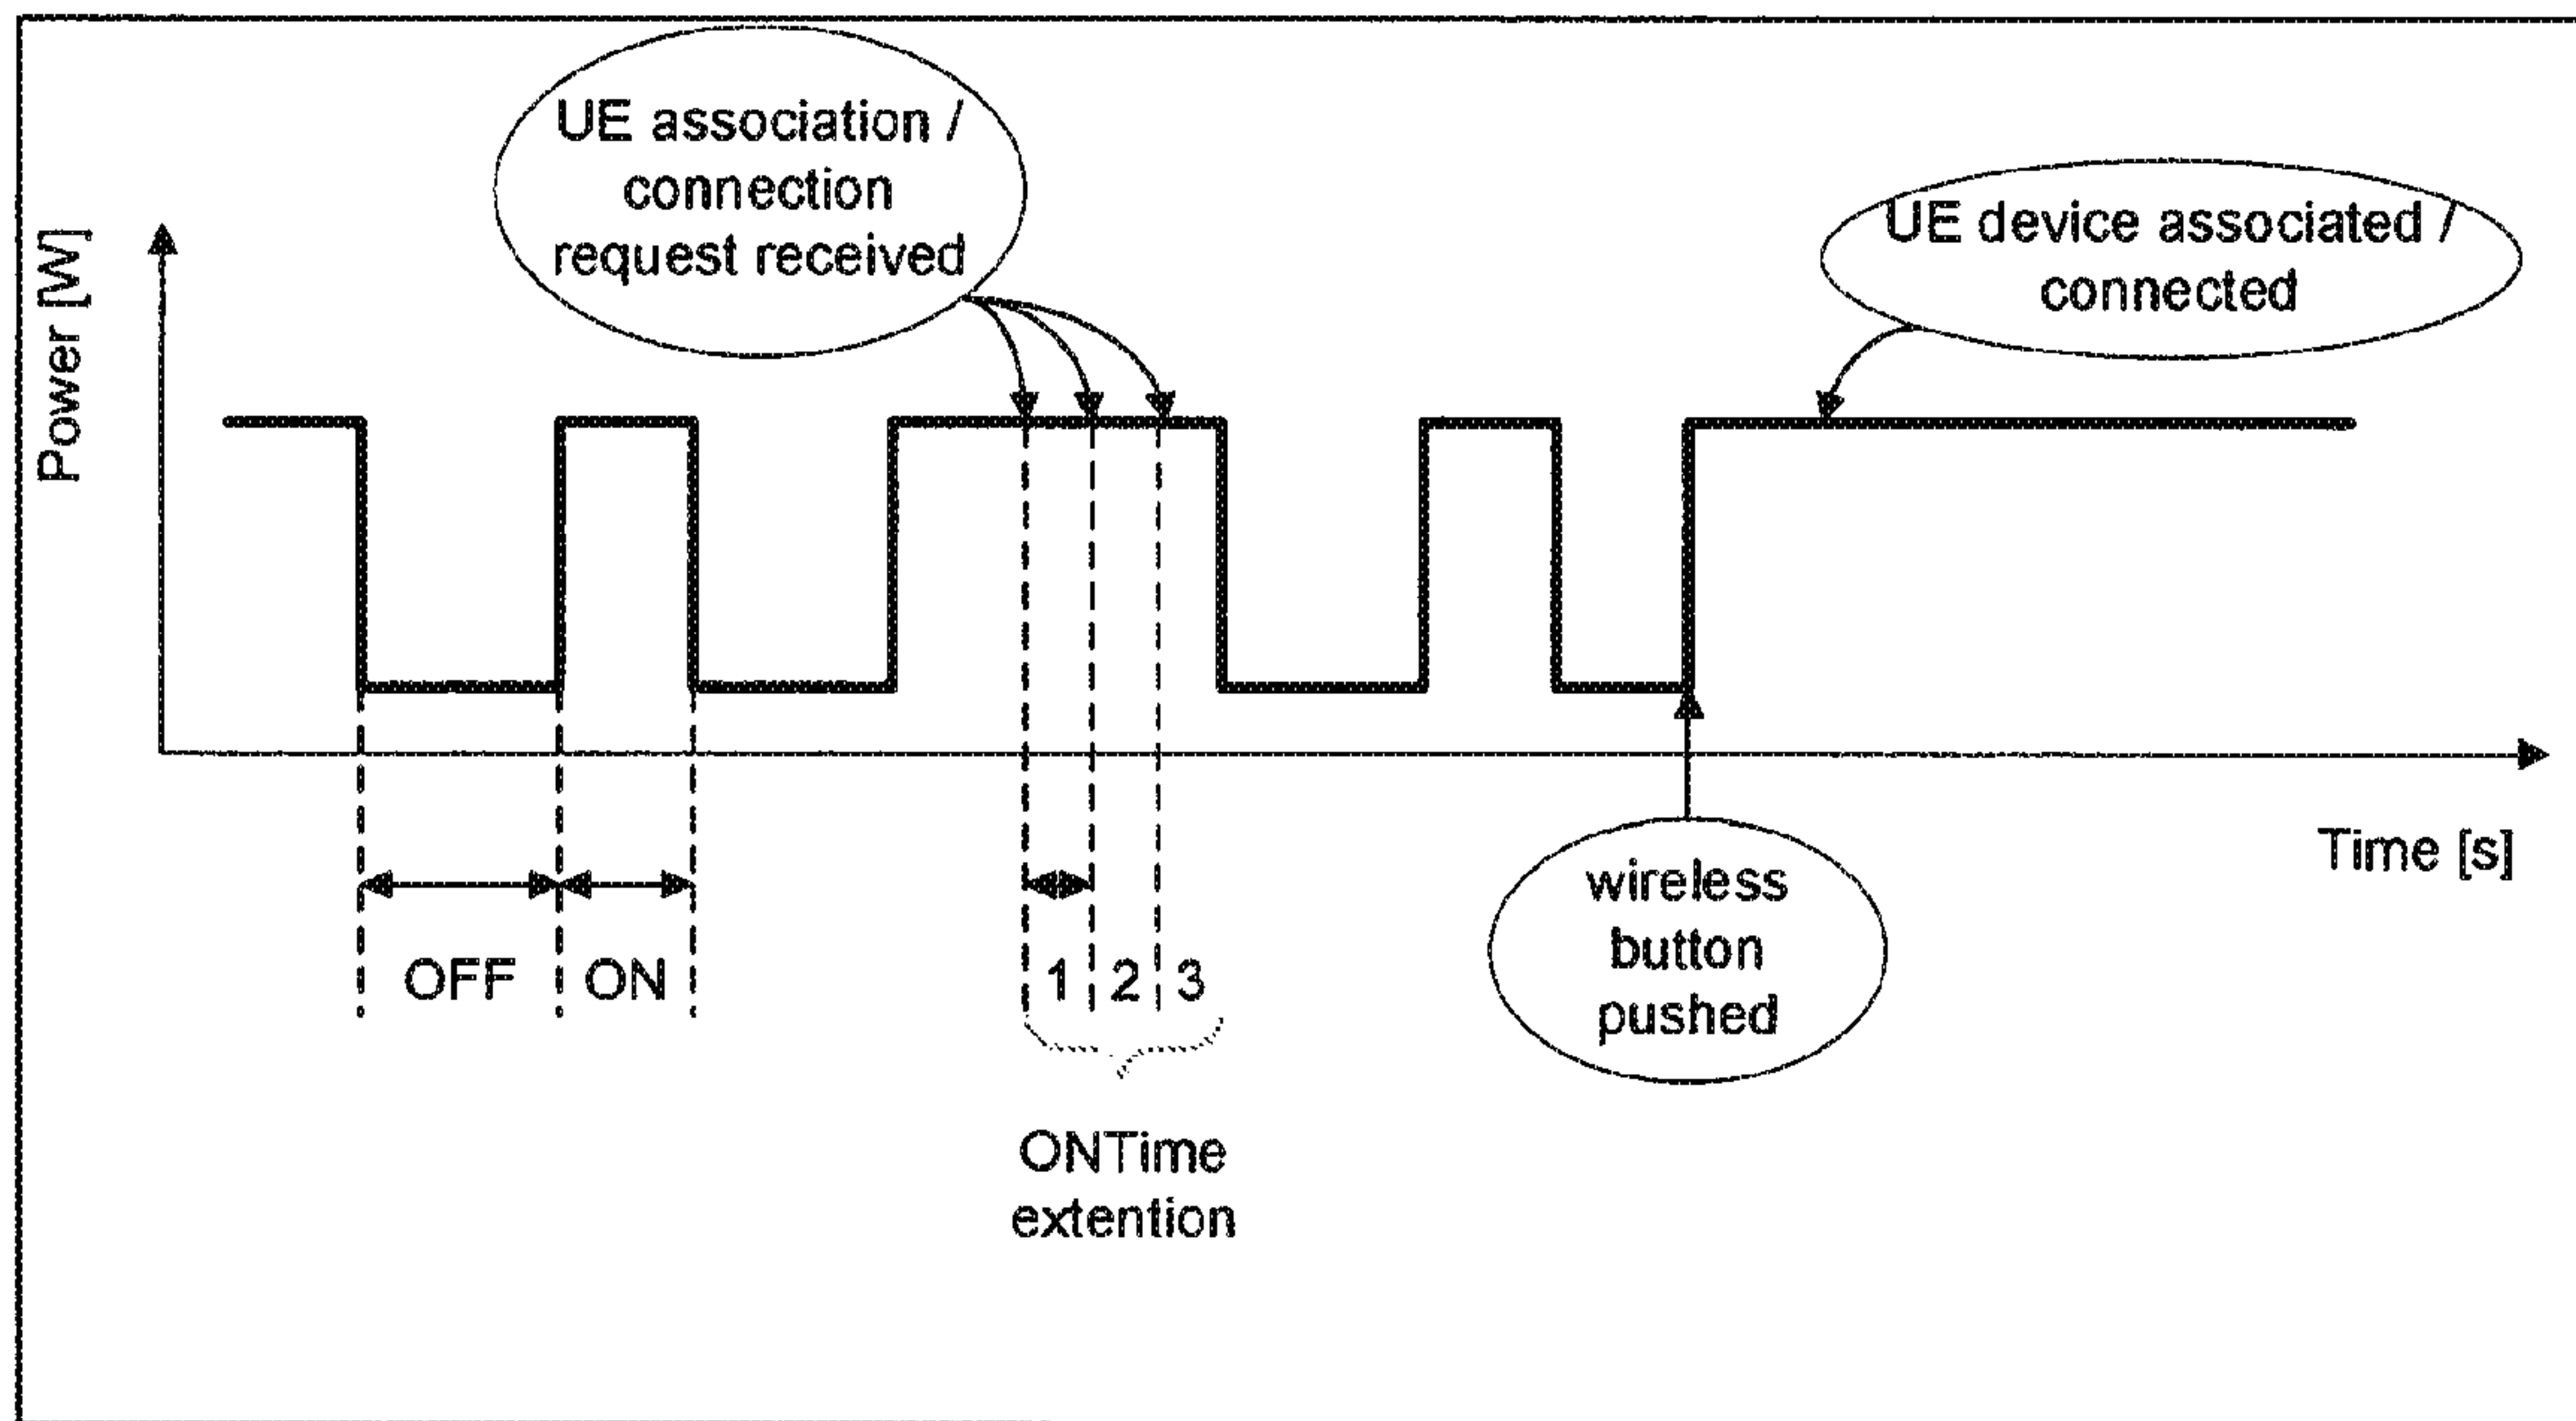 UE association /
connection
request received
UE device associated /
connected
Power [W]
Time [s]
OFF
ON
1
2
3
ONTime
extention
wireless
button
pushed